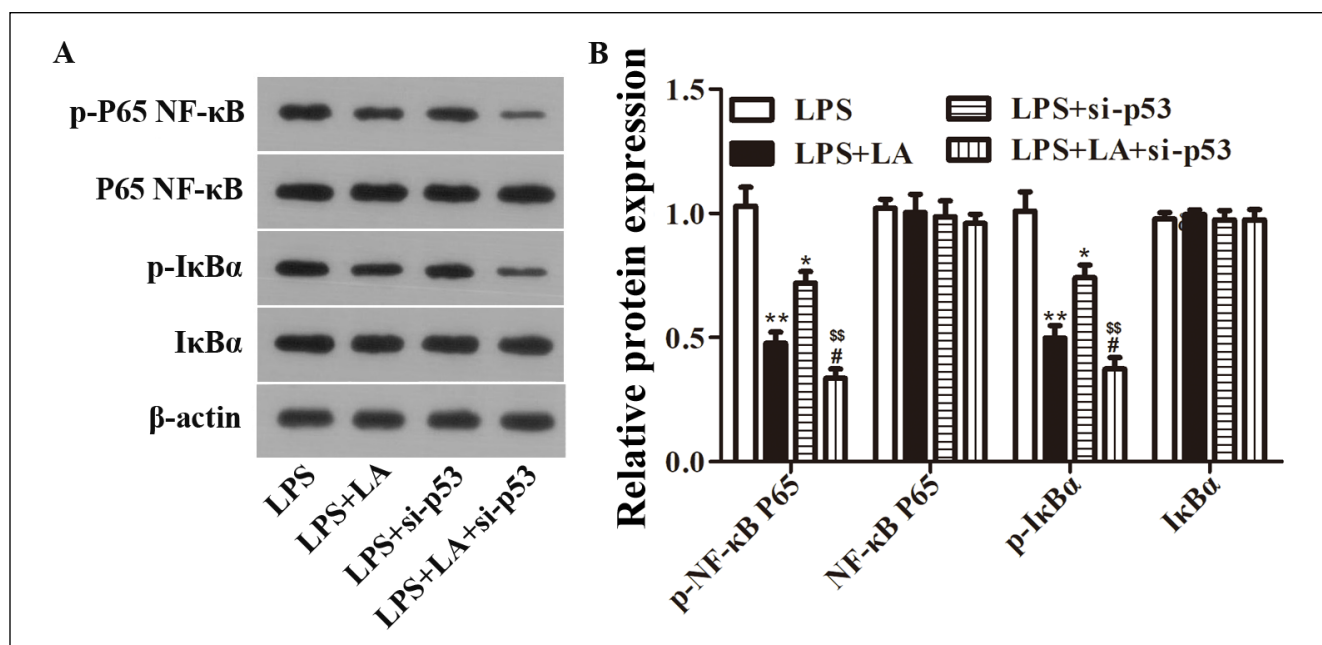 A
p-P65 NF-κB
P65 NF-κB
p-IκBα
IκBα
β-actin
LPS
LPS+LA
LPS+si-p53
LPS+LA+si-p53
B
Relative protein expression
1.5
1.0
0.5
0.0
LPS
LPS+LA
LPS+si-p53
LPS+LA+si-p53
**
*
$$
#
**
*
$$
#
p-NF-κB P65
NF-κB P65
p-IκBα
IκBα